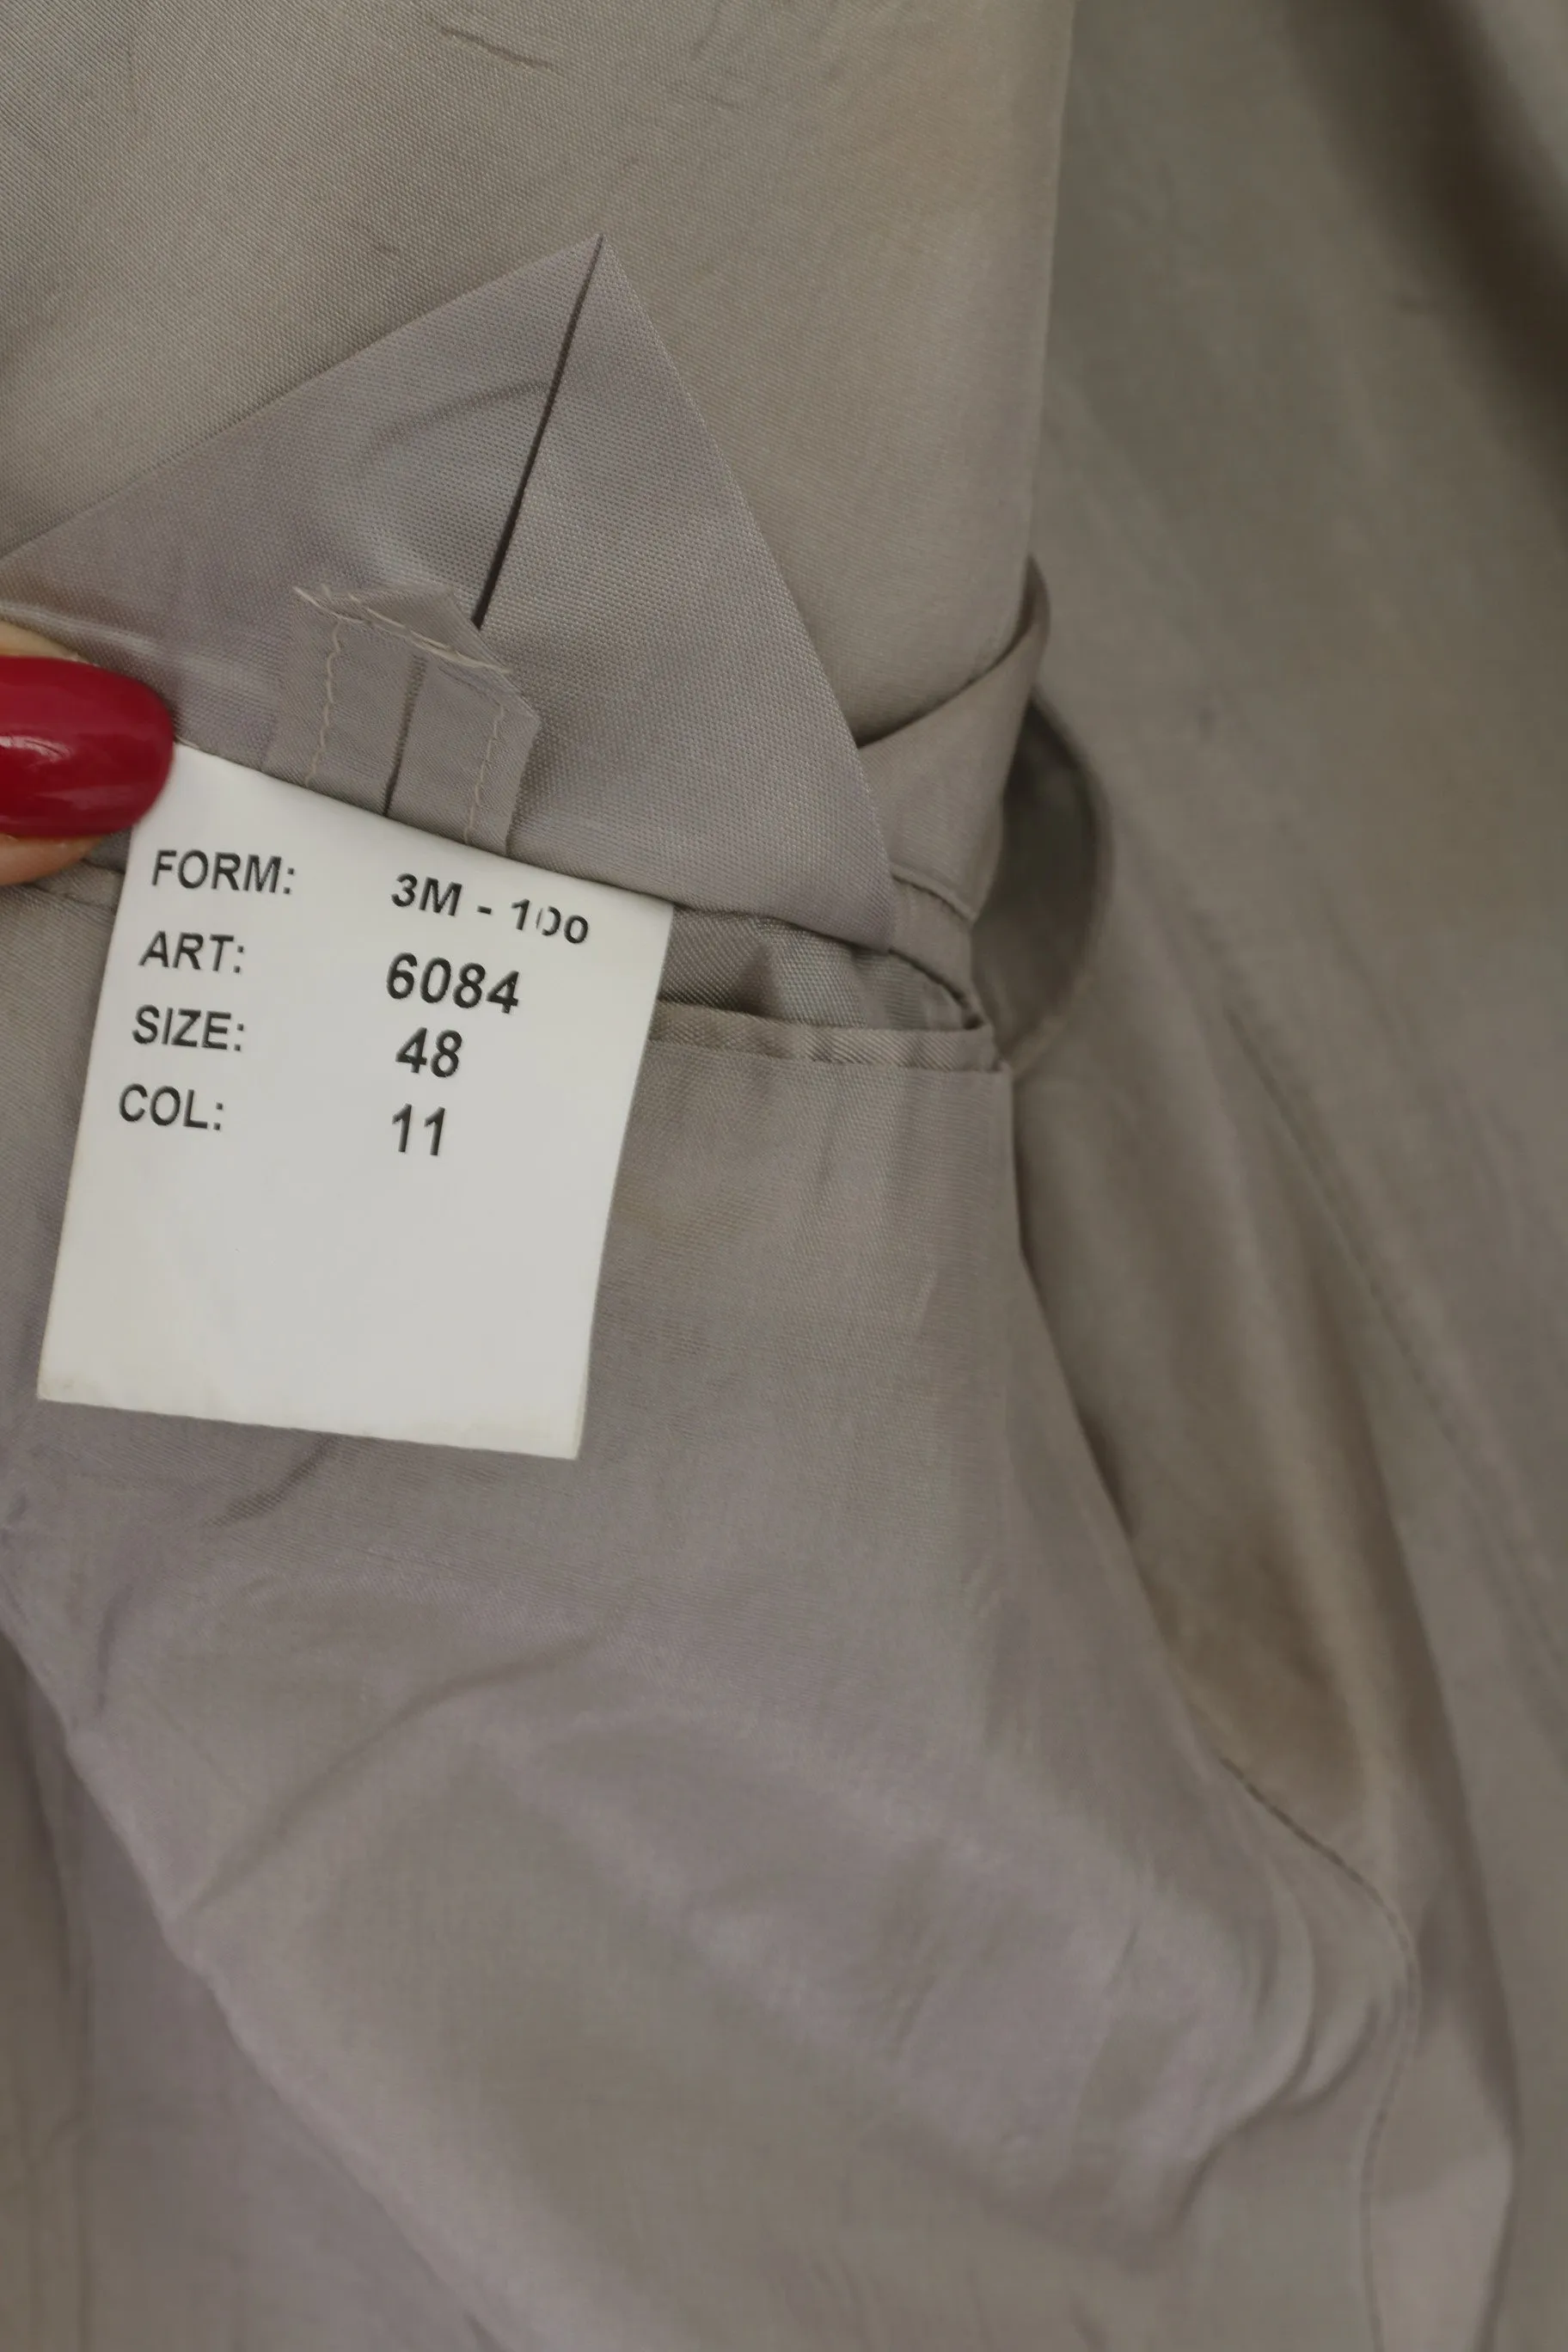 FORM: 3M - 100
ART: 6084
SIZE: 48
COL: 11